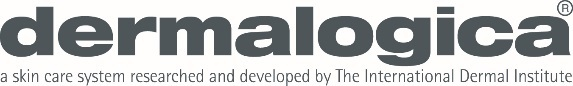 dermalogica®
a skin care system researched and developed by The International Dermal Institute